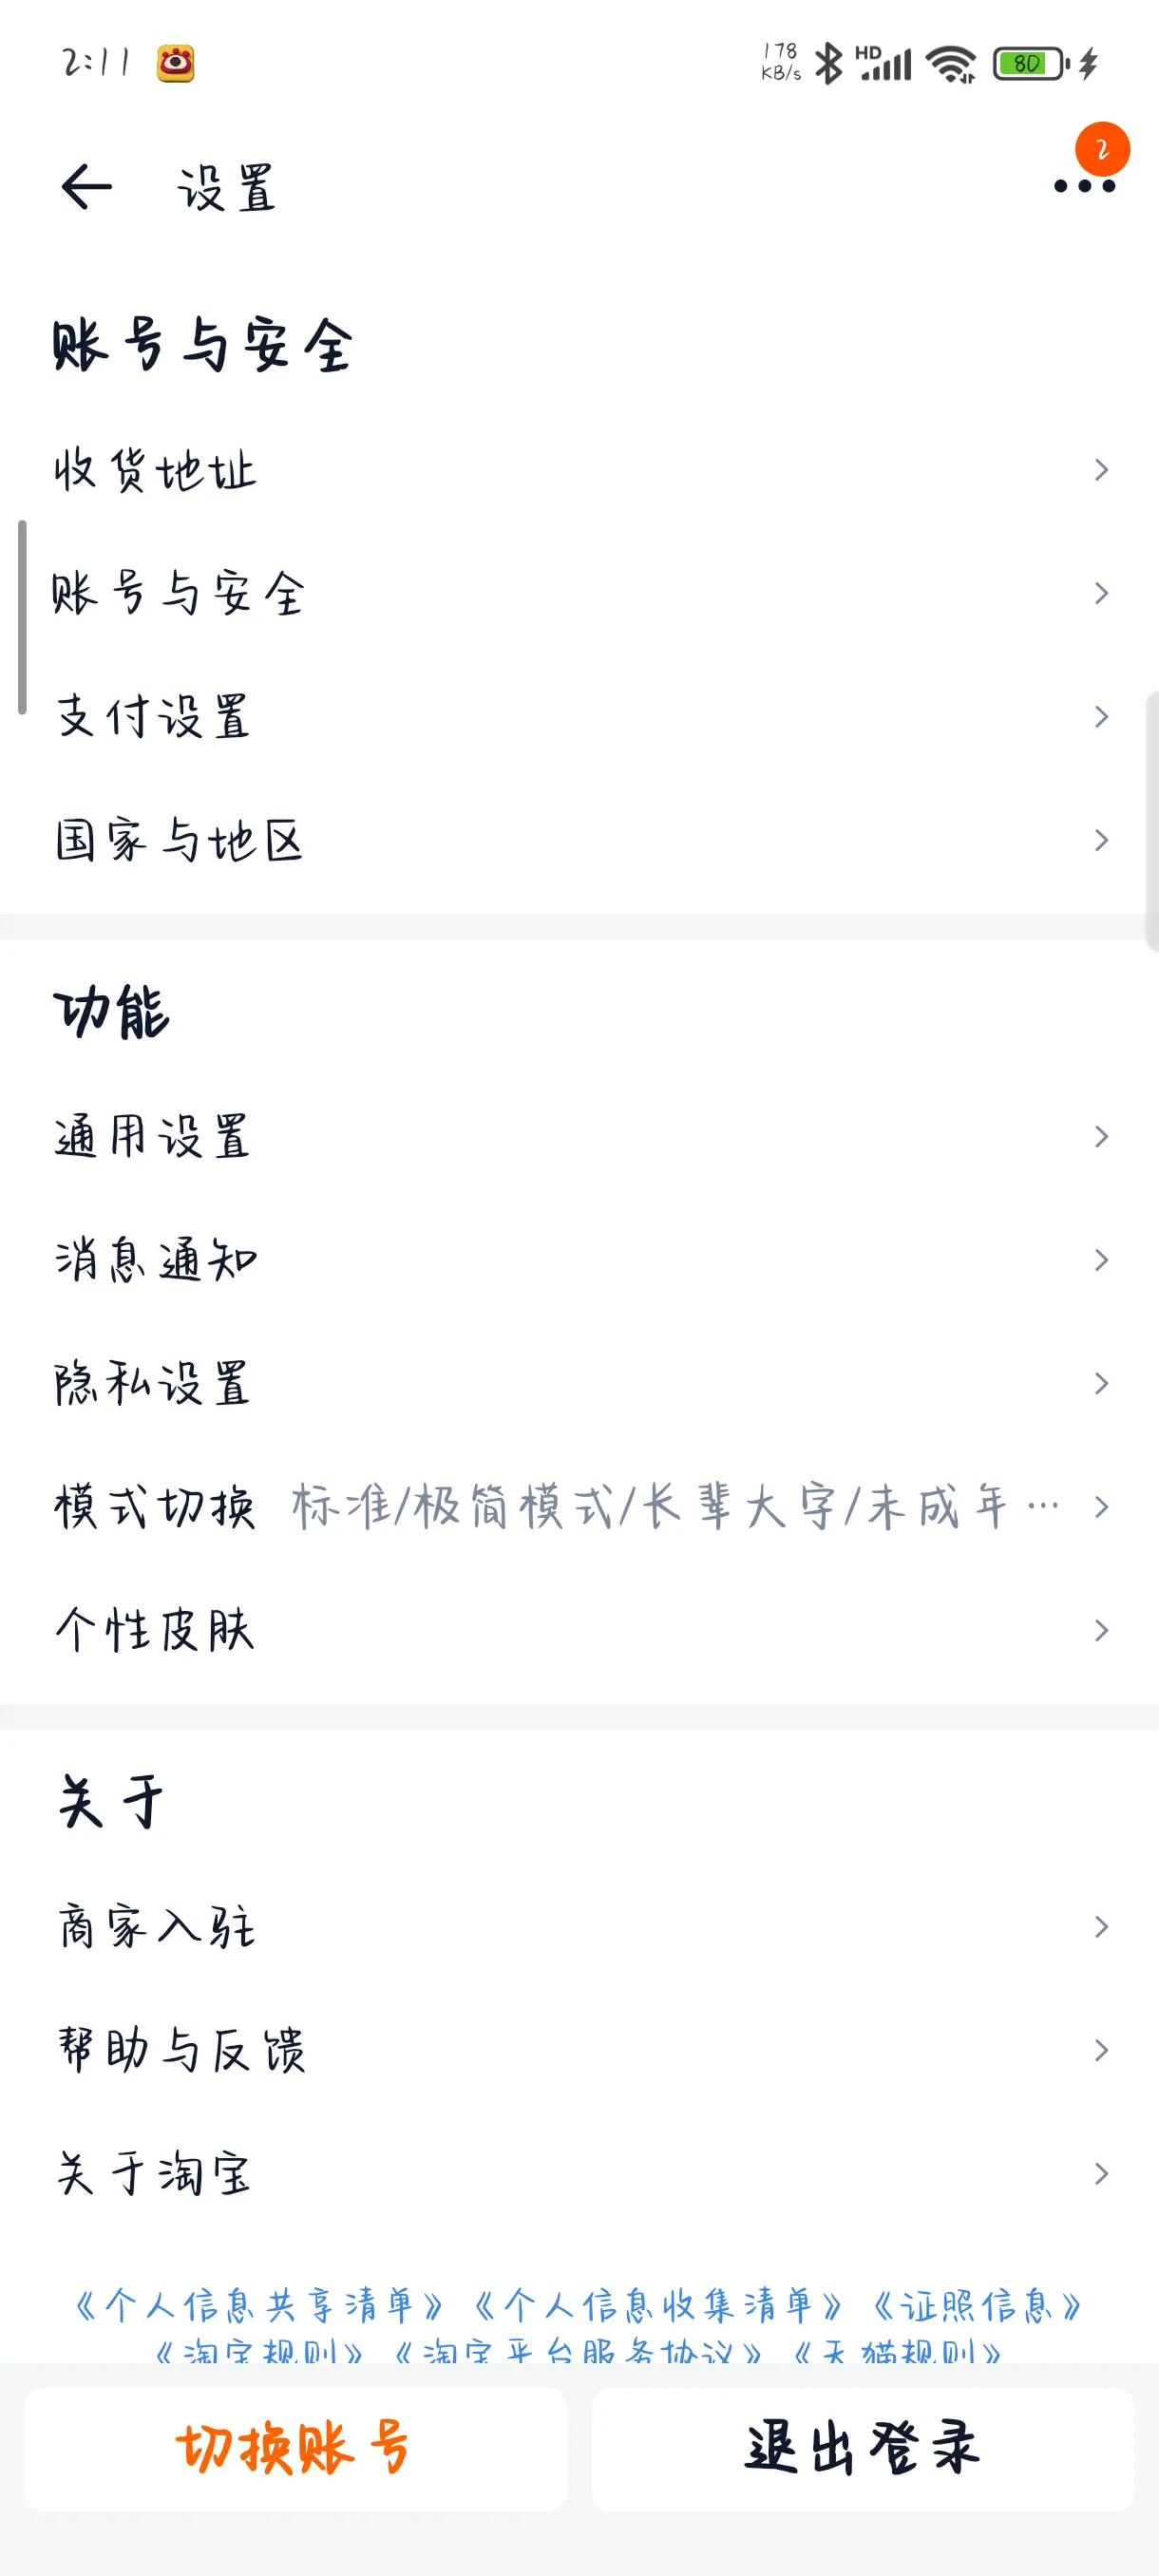 2:11
178
KB/s
HD
80
2
设置
账号与安全
收货地址
账号与安全
支付设置
国家与地区
功能
通用设置
消息通知
隐私设置
模式切换 标准/极简模式/长辈大字/未成年…
个性皮肤
关于
商家入驻
帮助与反馈
关于淘宝
《个人信息共享清单》《个人信息收集清单》《证照信息》
《淘宝规则》《淘宝平台服务协议》《天猫规则》
切换账号 退出登录